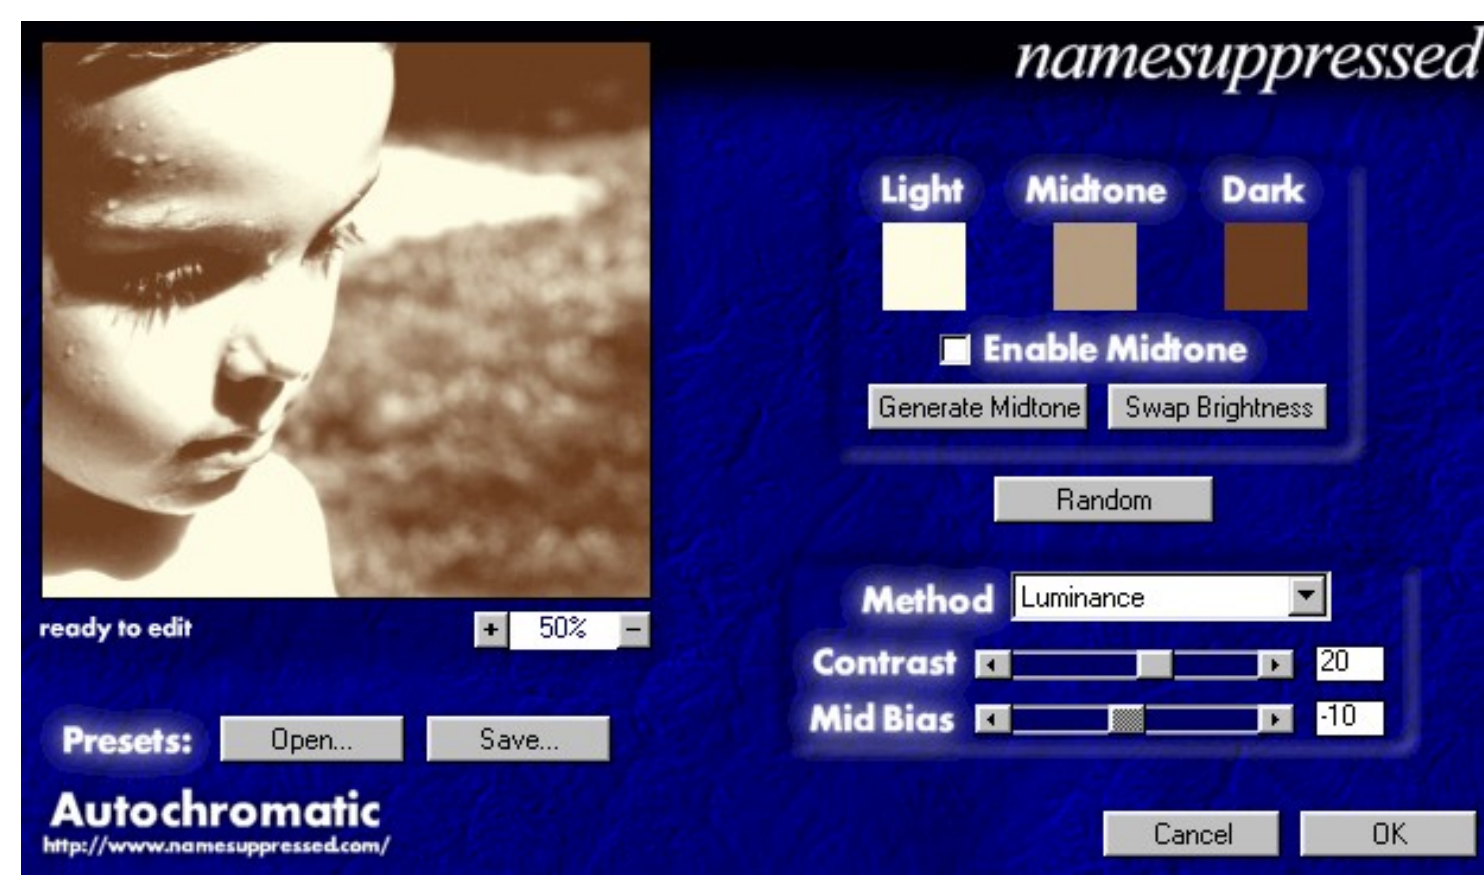 namesuppressed
Light Midtone Dark
Enable Midtone
Generate Midtone Swap Brightness
Random
Method Luminance
Contrast 20
Mid Bias -10
ready to edit + 50% −
Presets: Open... Save...
Autochromatic
http://www.namesuppressed.com/
Cancel OK